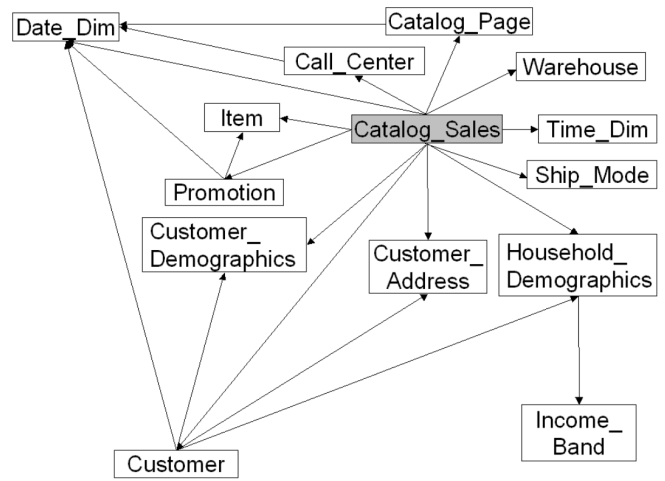 Date_Dim
Catalog_Page
Call_Center
Warehouse
Item
Catalog_Sales
Time_Dim
Promotion
Ship_Mode
Customer_
Demographics
Customer_
Address
Household_
Demographics
Income_
Band
Customer